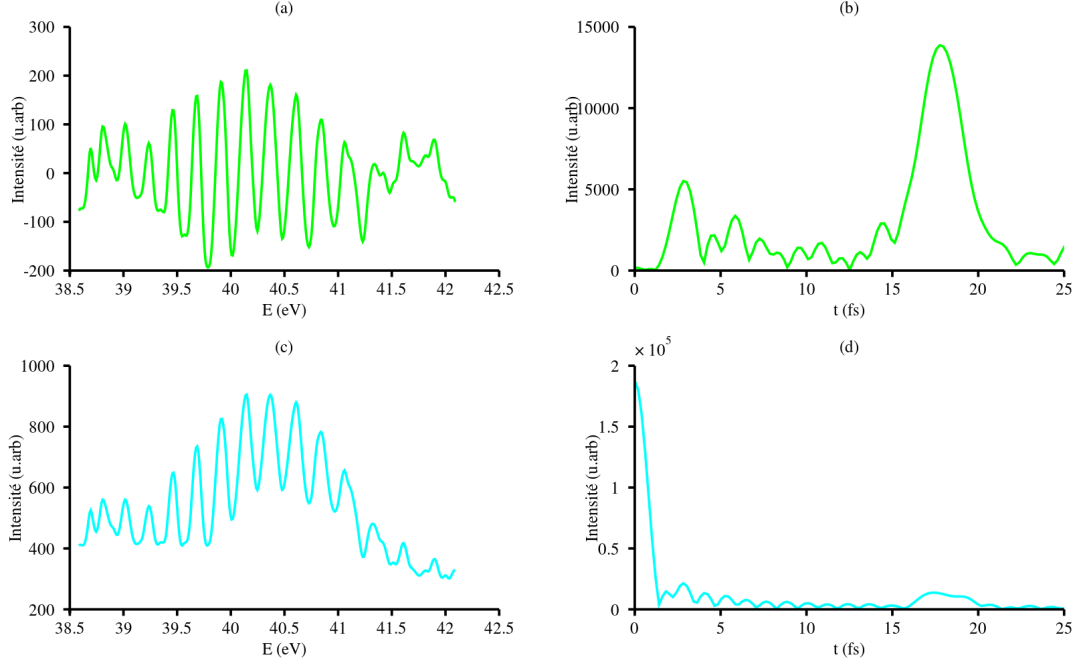 (a)
Intensité (u.arb)
300
200
100
0
-100
-200
38.5 39 39.5 40 40.5 41 41.5 42 42.5
E (eV)
(b)
Intensité (u.arb)
15000
10000
5000
0
0 5 10 15 20 25
t (fs)
(c)
Intensité (u.arb)
1000
800
600
400
200
38.5 39 39.5 40 40.5 41 41.5 42 42.5
E (eV)
(d)
× 10⁵
Intensité (u.arb)
2
1.5
1
0.5
0
0 5 10 15 20 25
t (fs)